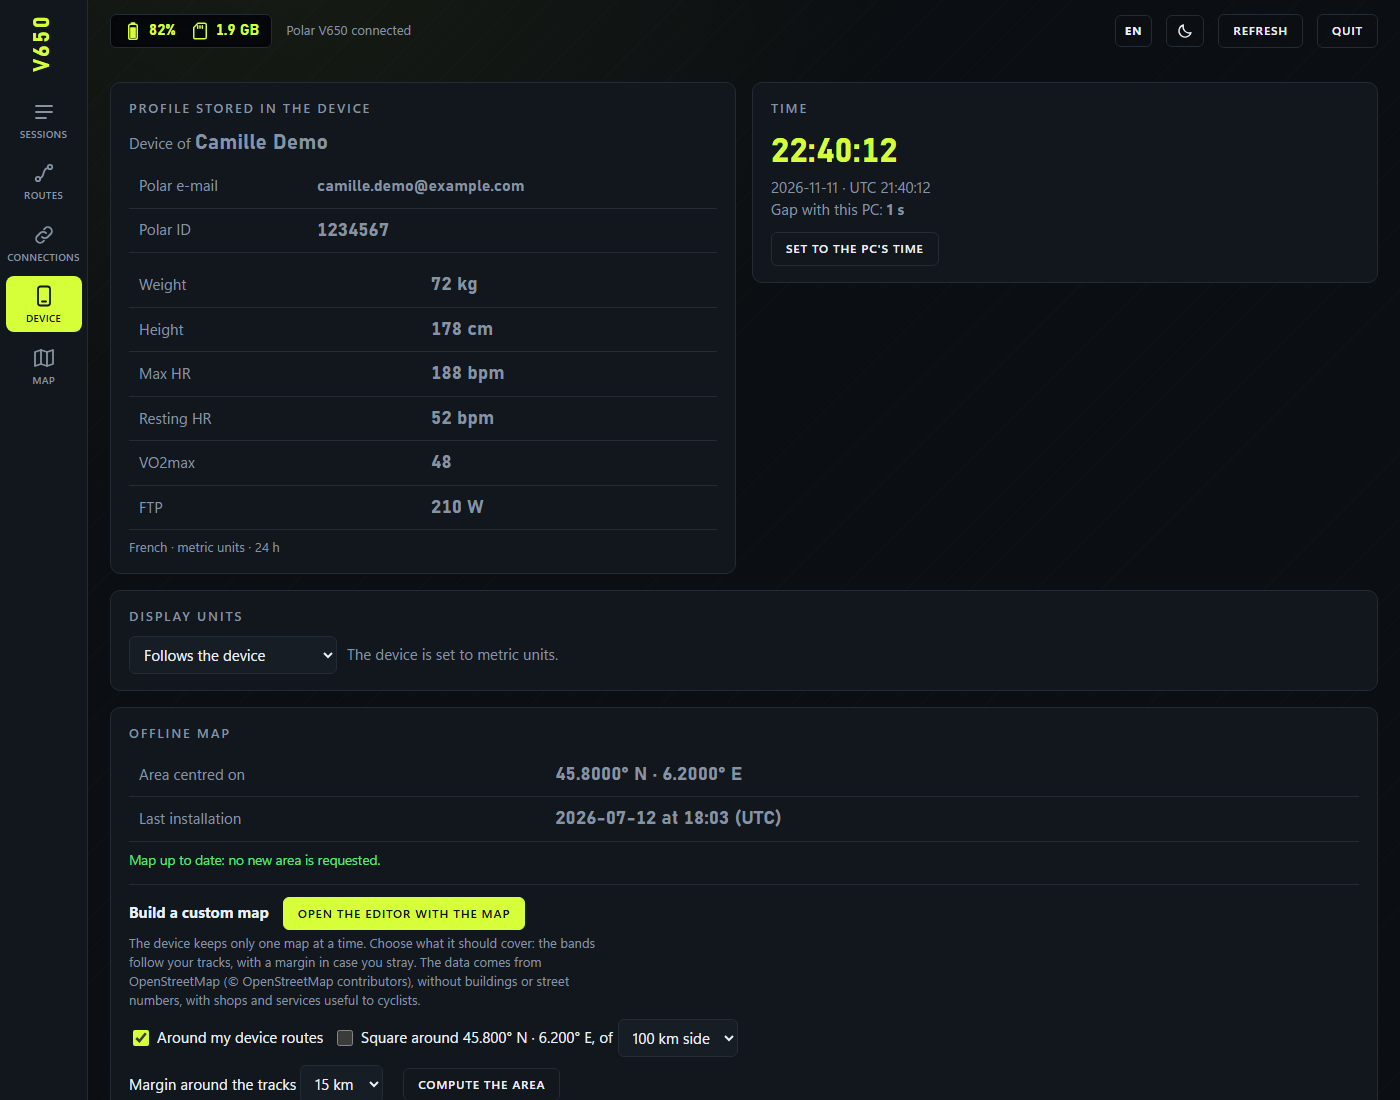 V650
82%
1.9 GB
Polar V650 connected
EN
REFRESH
QUIT
SESSIONS
ROUTES
CONNECTIONS
DEVICE
MAP
PROFILE STORED IN THE DEVICE
Device of Camille Demo
Polar e-mail camille.demo@example.com
Polar ID 1234567
Weight 72 kg
Height 178 cm
Max HR 188 bpm
Resting HR 52 bpm
VO2max 48
FTP 210 W
French · metric units · 24 h
TIME
22:40:12
2026-11-11 · UTC 21:40:12
Gap with this PC: 1 s
SET TO THE PC'S TIME
DISPLAY UNITS
Follows the device
The device is set to metric units.
OFFLINE MAP
Area centred on 45.8000° N · 6.2000° E
Last installation 2026-07-12 at 18:03 (UTC)
Map up to date: no new area is requested.
Build a custom map OPEN THE EDITOR WITH THE MAP
The device keeps only one map at a time. Choose what it should cover: the bands
follow your tracks, with a margin in case you stray. The data comes from
OpenStreetMap (© OpenStreetMap contributors), without buildings or street
numbers, with shops and services useful to cyclists.
Around my device routes Square around 45.800° N · 6.200° E, of 100 km side
Margin around the tracks 15 km COMPUTE THE AREA